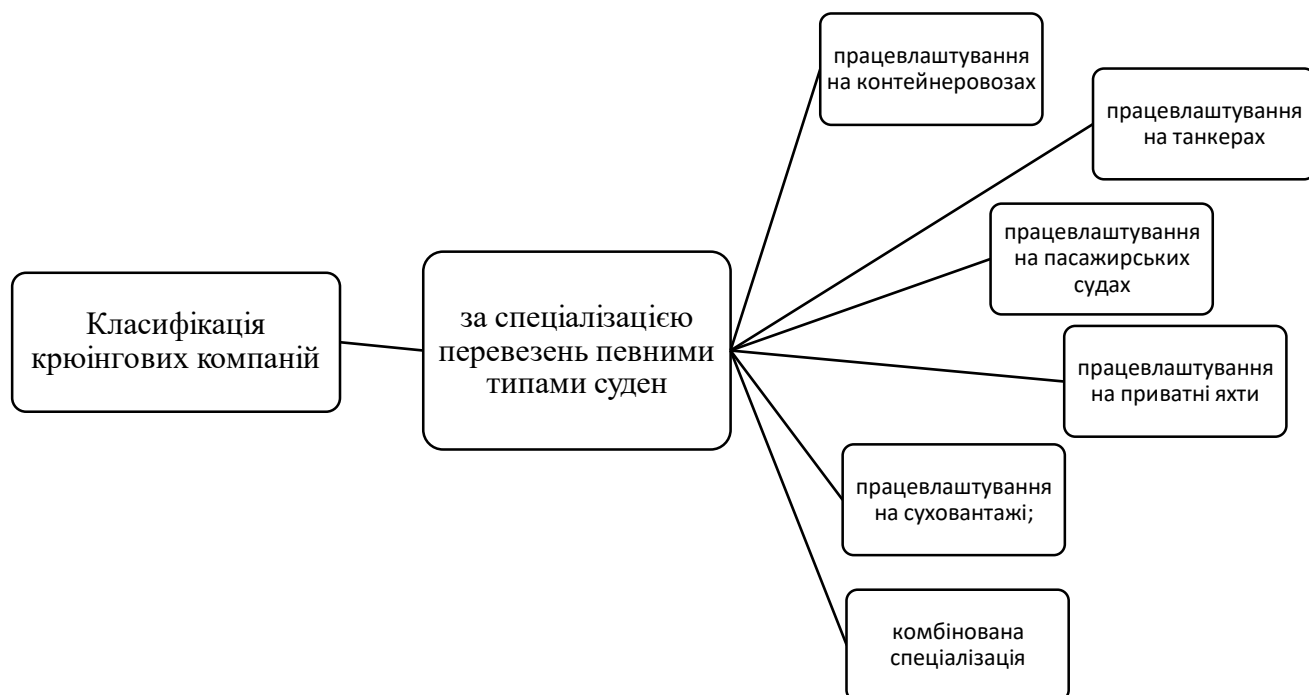 Класифікація
крюінгових компаній
за спеціалізацією
перевезень певними
типами суден
працевлаштування
на контейнеровозах
працевлаштування
на танкерах
працевлаштування
на пасажирських
судах
працевлаштування
на приватні яхти
працевлаштування
на суховантажі;
комбінована
спеціалізація